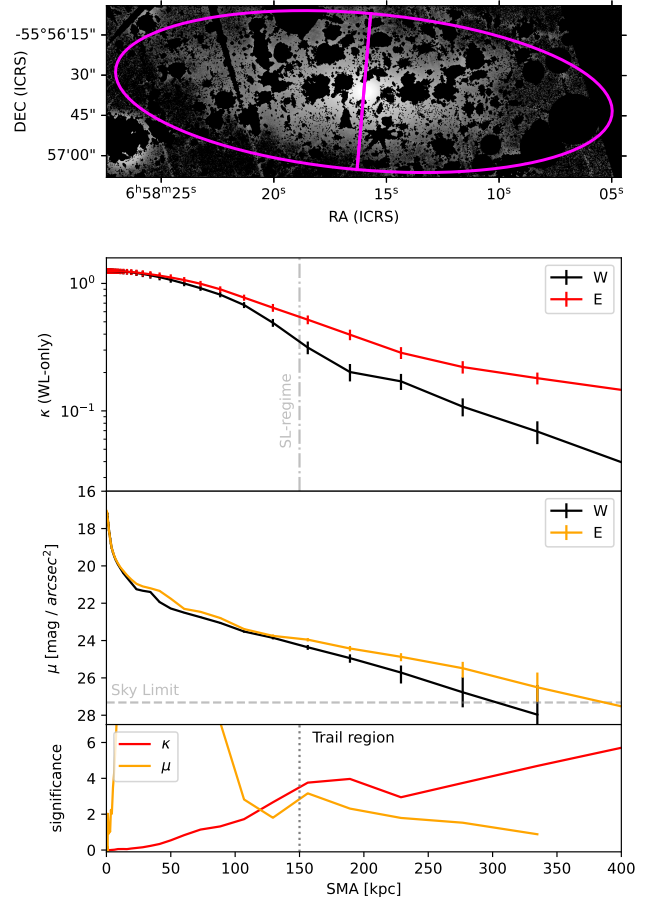 -55°56'15"
30"
45"
57'00"
DEC (ICRS)
6ʰ58ᵐ25ˢ 20ˢ 15ˢ 10ˢ 05ˢ
RA (ICRS)
10⁰
10⁻¹
κ (WL-only)
SL-regime
W
E
16
18
20
22
24
26
28
μ [mag / arcsec²]
W
E
Sky Limit
6
4
2
0
significance
κ
μ
Trail region
0 50 100 150 200 250 300 350 400
SMA [kpc]